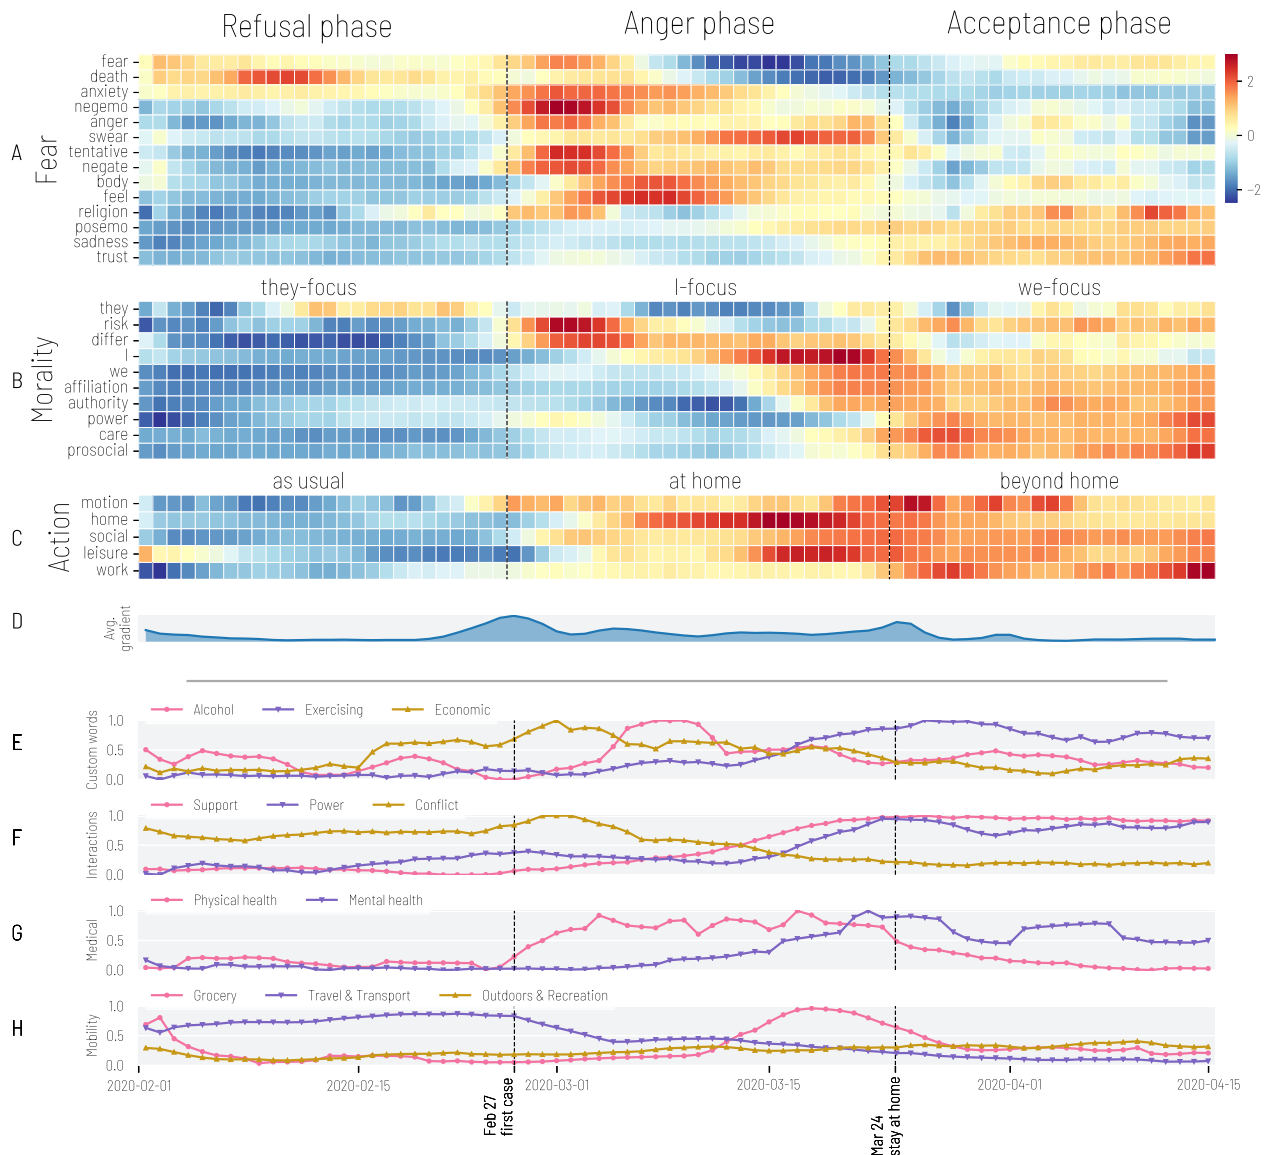 Refusal phase
Anger phase
Acceptance phase
A
Fear
fear
death
anxiety
negemo
anger
swear
tentative
negate
body
feel
religion
posemo
sadness
trust
2
0
−2
they-focus
I-focus
we-focus
B
Morality
they
risk
differ
I
we
affiliation
authority
power
care
prosocial
as usual
at home
beyond home
C
Action
motion
home
social
leisure
work
D
Avg.
gradient
E
Custom words
Alcohol
Exercising
Economic
1.0
0.5
0.0
F
Interactions
Support
Power
Conflict
1.0
0.5
0.0
G
Medical
Physical health
Mental health
1.0
0.5
0.0
H
Mobility
Grocery
Travel & Transport
Outdoors & Recreation
1.0
0.5
0.0
2020-02-01
2020-02-15
2020-03-01
2020-03-15
2020-04-01
2020-04-15
Feb 27
first case
Mar 24
stay at home